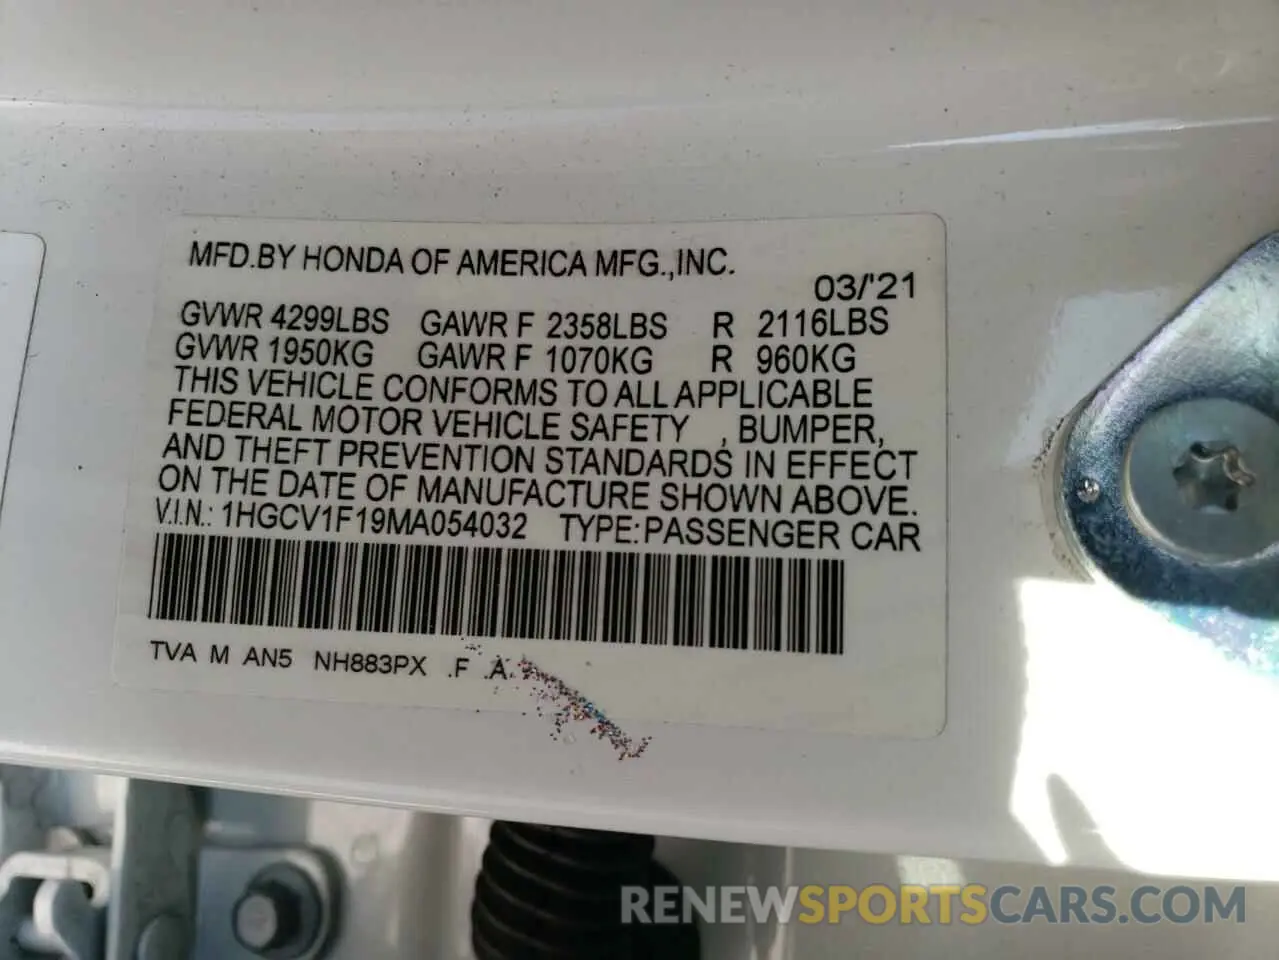 MFD.BY HONDA OF AMERICA MFG.,INC.
03/'21
GVWR 4299LBS GAWR F 2358LBS R 2116LBS
GVWR 1950KG GAWR F 1070KG R 960KG
THIS VEHICLE CONFORMS TO ALL APPLICABLE
FEDERAL MOTOR VEHICLE SAFETY , BUMPER,
AND THEFT PREVENTION STANDARDS IN EFFECT
ON THE DATE OF MANUFACTURE SHOWN ABOVE.
V.I.N.: 1HGCV1F19MA054032 TYPE:PASSENGER CAR
TVA M AN5 NH883PX .F .A
RENEWSPORTSCARS.COM